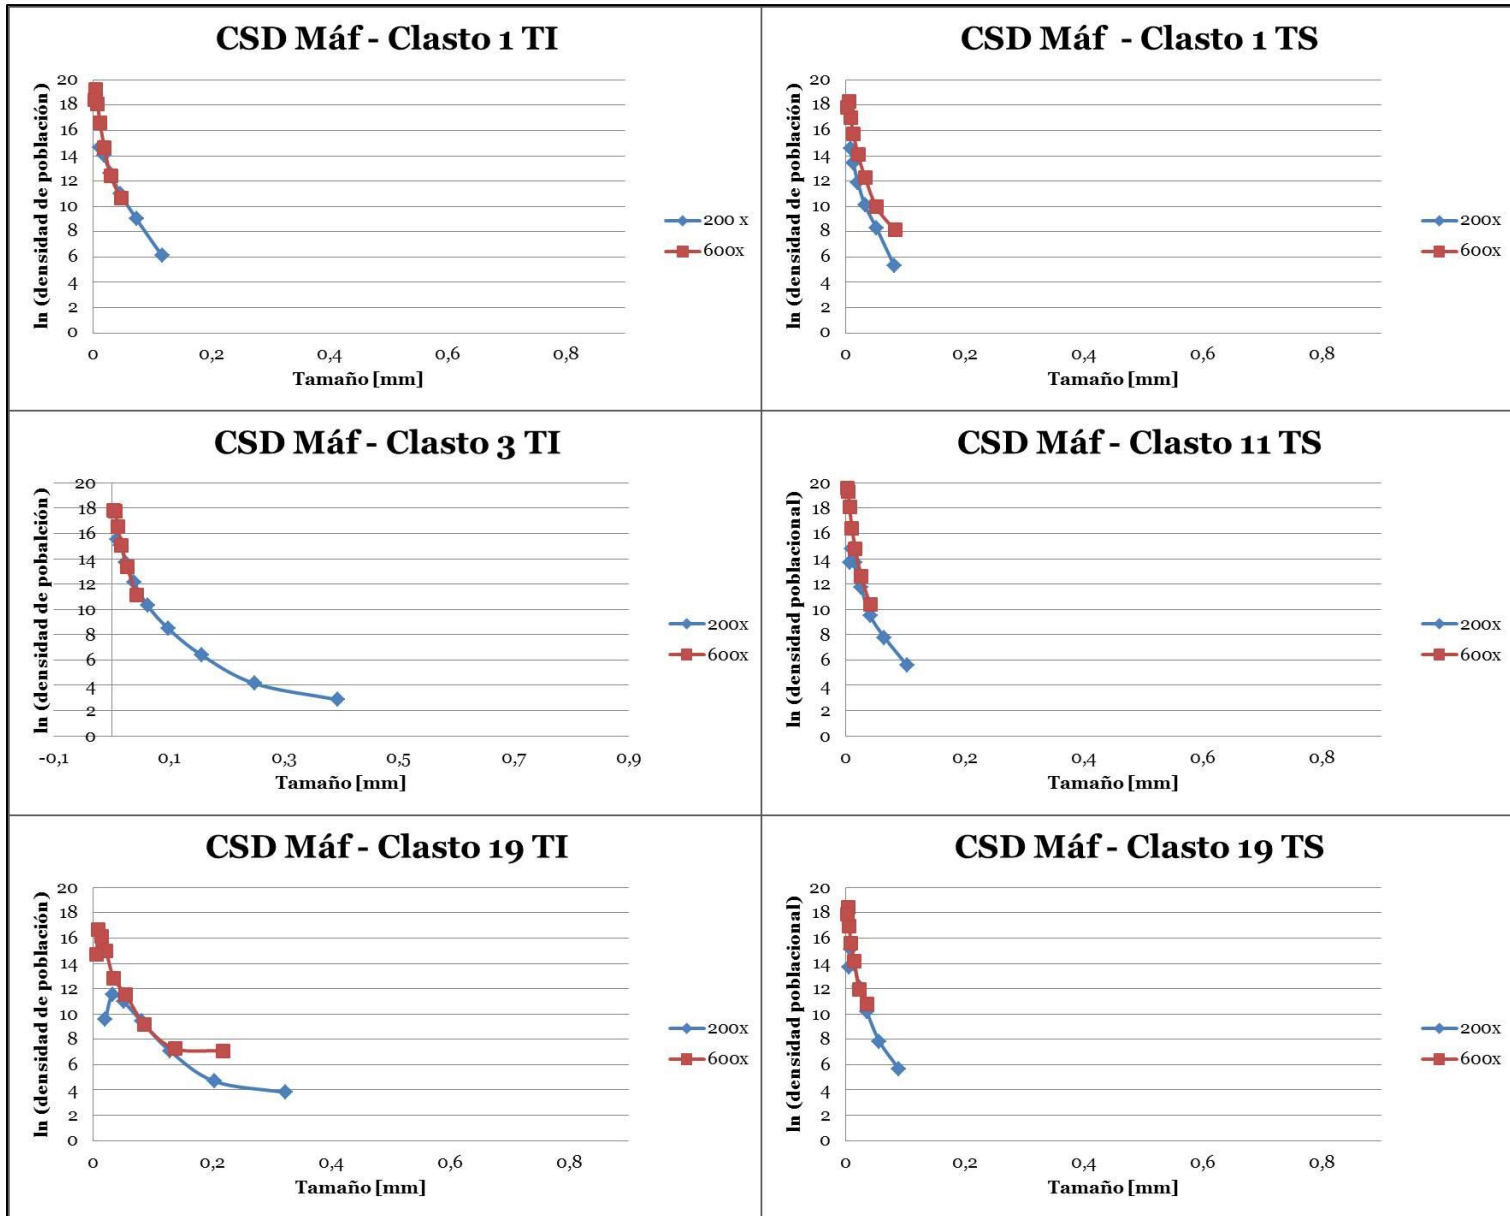 CSD Máf - Clasto 1 TI
ln (densidad de población)
20
18
16
14
12
10
8
6
4
2
0
0 0,2 0,4 0,6 0,8
Tamaño [mm]
200 x
600x
CSD Máf - Clasto 1 TS
ln (densidad de población)
20
18
16
14
12
10
8
6
4
2
0
0 0,2 0,4 0,6 0,8
Tamaño [mm]
200x
600x
CSD Máf - Clasto 3 TI
ln (densidad de pobalción)
20
18
16
14
12
10
8
6
4
2
0
-0,1 0,1 0,3 0,5 0,7 0,9
Tamaño [mm]
200x
600x
CSD Máf - Clasto 11 TS
ln (densidad poblacional)
20
18
16
14
12
10
8
6
4
2
0
0 0,2 0,4 0,6 0,8
Tamaño [mm]
200x
600x
CSD Máf - Clasto 19 TI
ln (densidad de población)
20
18
16
14
12
10
8
6
4
2
0
0 0,2 0,4 0,6 0,8
Tamaño [mm]
200x
600x
CSD Máf - Clasto 19 TS
ln (densidad poblacional)
20
18
16
14
12
10
8
6
4
2
0
0 0,2 0,4 0,6 0,8
Tamaño [mm]
200x
600x